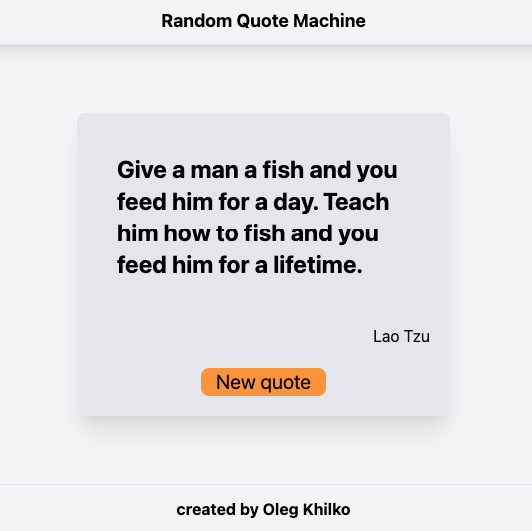 Random Quote Machine
Give a man a fish and you
feed him for a day. Teach
him how to fish and you
feed him for a lifetime.
Lao Tzu
New quote
created by Oleg Khilko